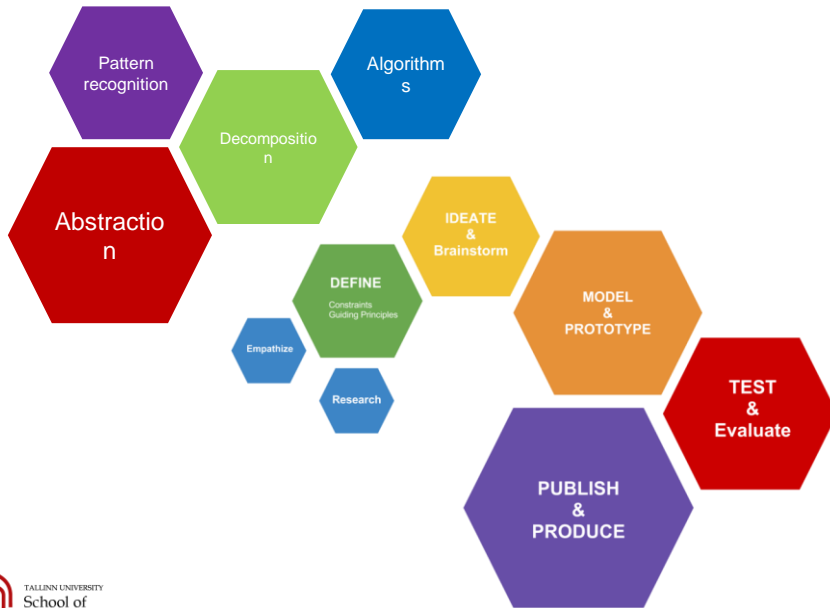 Pattern
recognition
Algorithm
s
Decompositio
n
Abstractio
n
IDEATE
&
Brainstorm
DEFINE
Constraints
Guiding Principles
MODEL
&
PROTOTYPE
Empathize
Research
TEST
&
Evaluate
PUBLISH
&
PRODUCE
TALLINN UNIVERSITY
School of